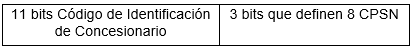 11 bits Código de Identificación
de Concesionario
3 bits que definen 8 CPSN